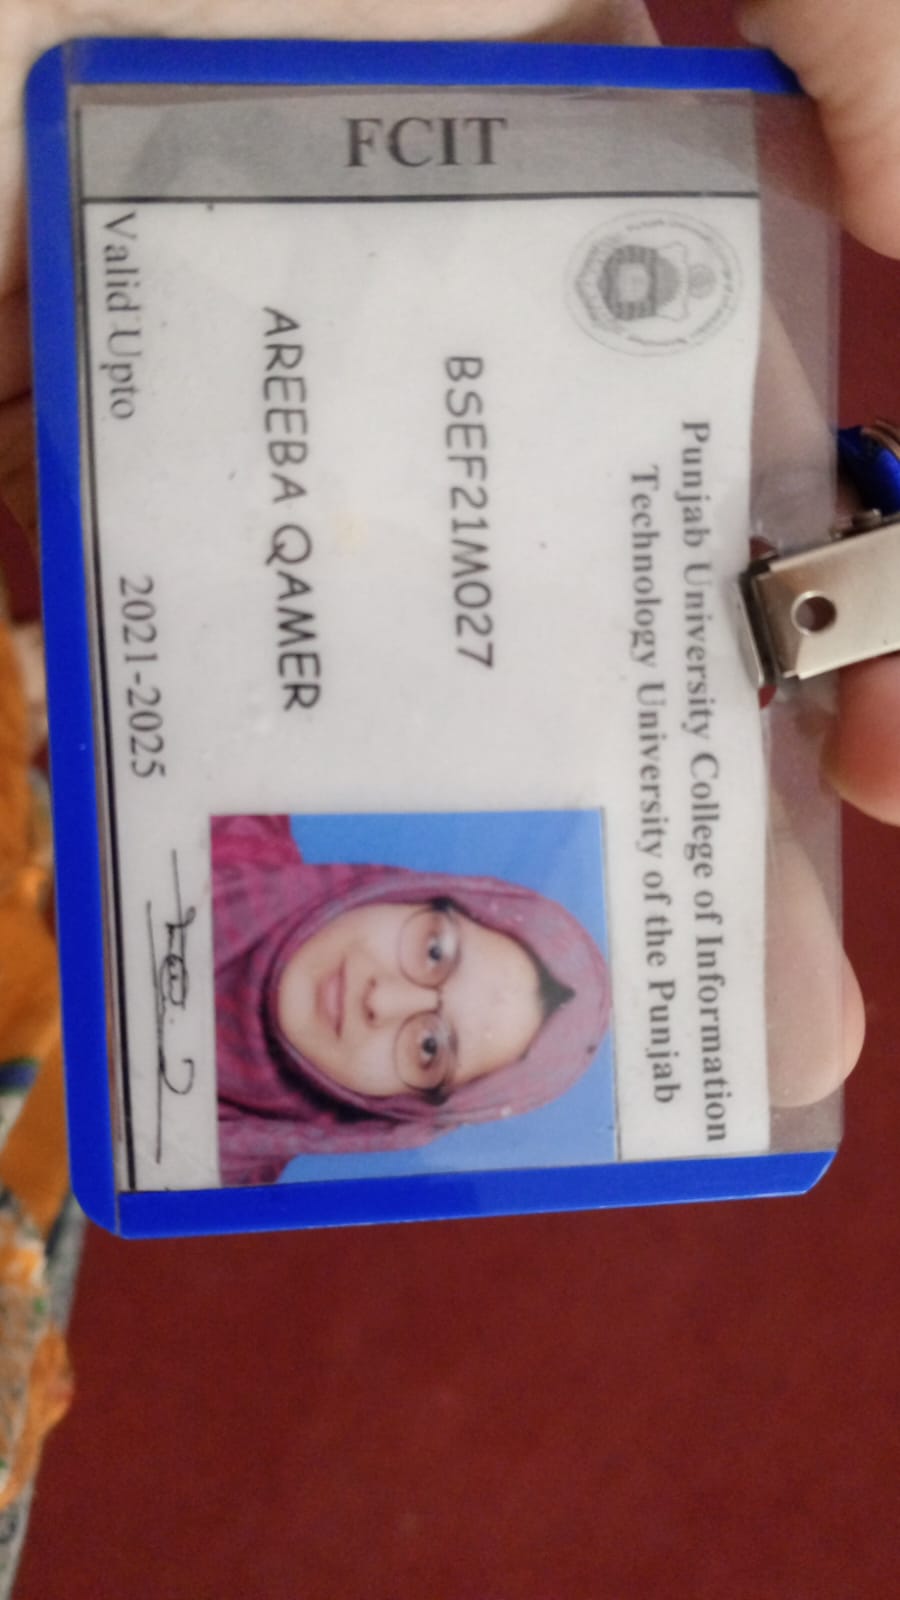 FCIT
Punjab University College of Information
Technology University of the Punjab
BSEF21M027
AREEBA QAMER
Valid Upto 2021-2025